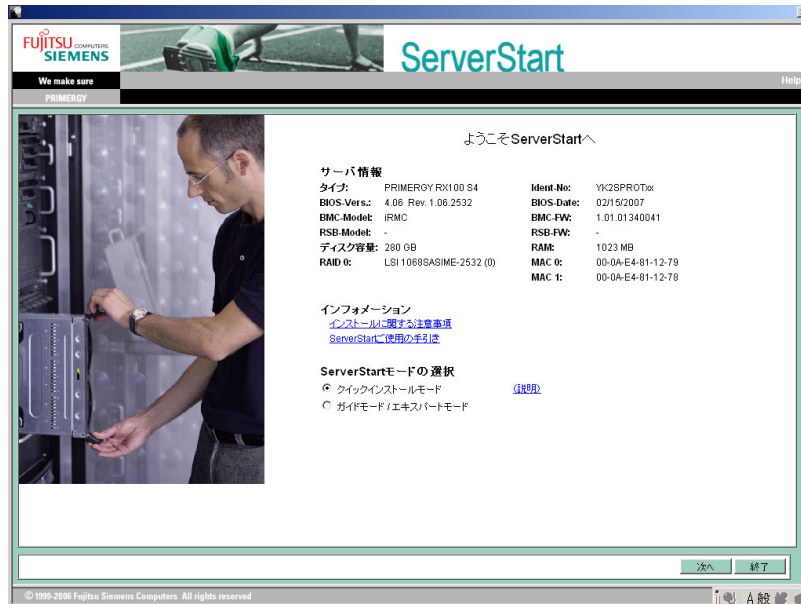 FUJITSU COMPUTERS
SIEMENS
ServerStart
We make sure
Help
PRIMERGY
ようこそServerStartへ
サーバ情報
タイプ: PRIMERGY RX100 S4 Ident-No: YK2SPROTxx
BIOS-Vers.: 4.06 Rev. 1.06.2532 BIOS-Date: 02/15/2007
BMC-Model: iRMC BMC-FW: 1.01.01340041
RSB-Model: - RSB-FW: -
ディスク容量: 280 GB RAM: 1023 MB
RAID 0: LSI 1068SASIME-2532 (0) MAC 0: 00-0A-E4-81-12-79
MAC 1: 00-0A-E4-81-12-78
インフォメーション
インストールに関する注意事項
ServerStartご使用の手引き
ServerStartモードの選択
クイックインストールモード (説明)
ガイドモード / エキスパートモード
次へ 終了
© 1999-2006 Fujitsu Siemens Computers All rights reserved
A 般